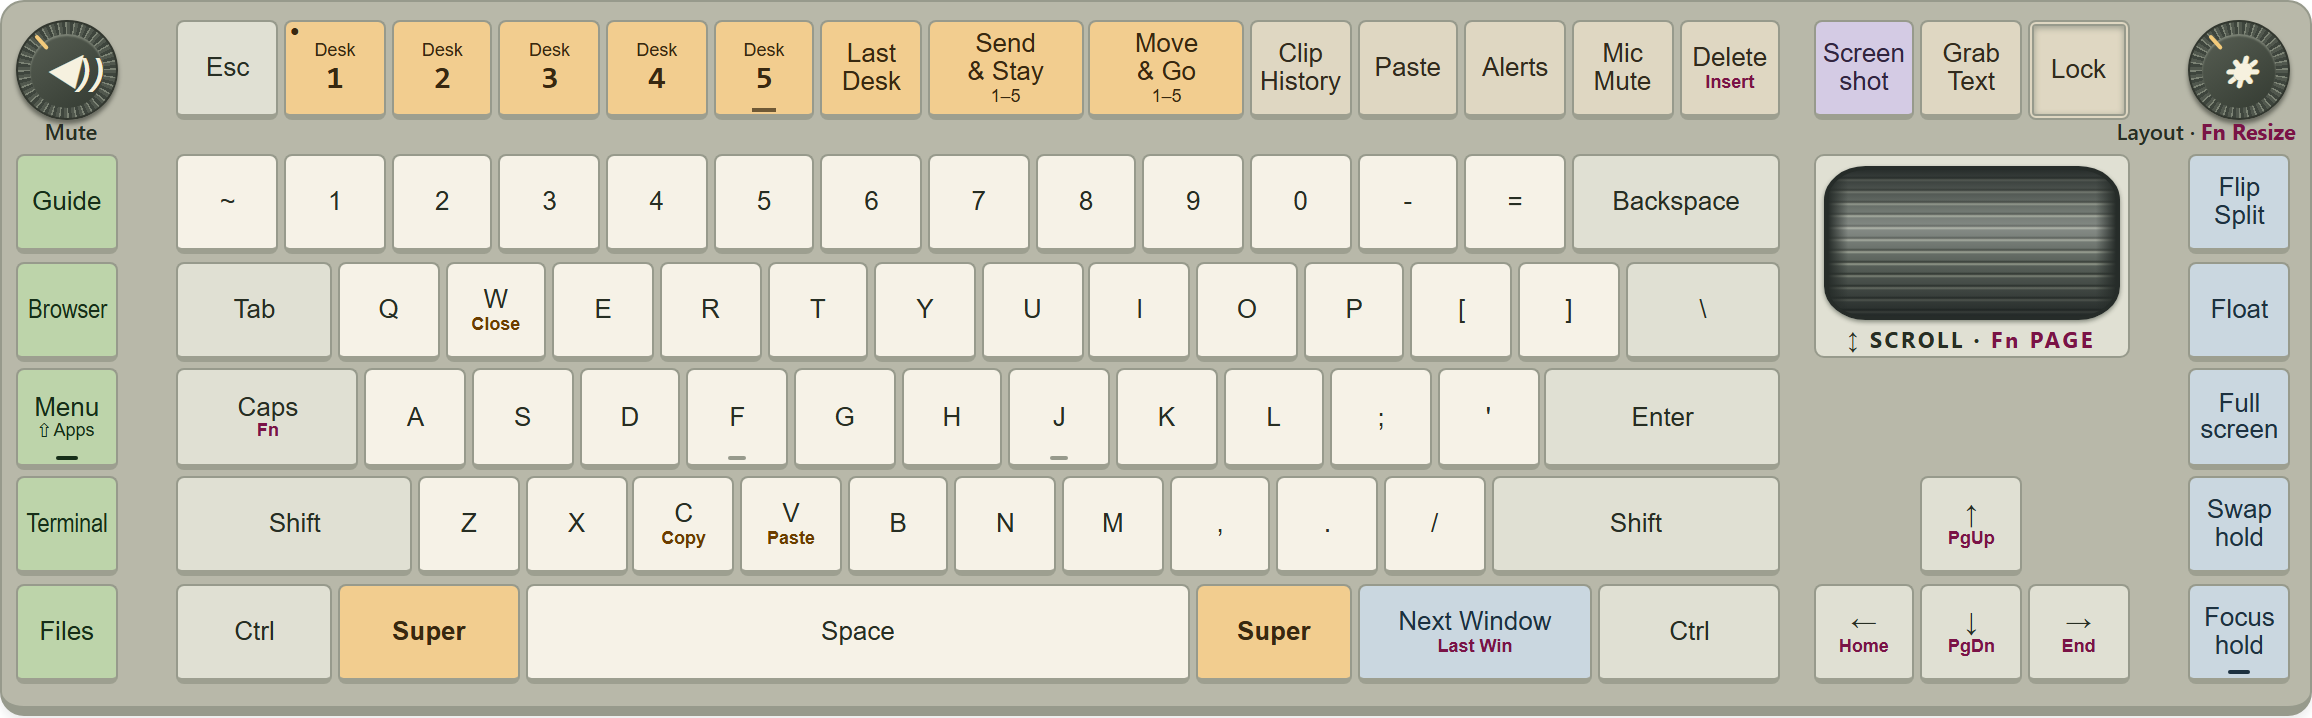 Esc
Desk
1
Desk
2
Desk
3
Desk
4
Desk
5
Last
Desk
Send
& Stay
1–5
Move
& Go
1–5
Clip
History
Paste
Alerts
Mic
Mute
Delete
Insert
Screen
shot
Grab
Text
Lock
Mute
Layout · Fn Resize
Guide
~
1
2
3
4
5
6
7
8
9
0
-
=
Backspace
Flip
Split
Browser
Tab
Q
W
Close
E
R
T
Y
U
I
O
P
[
]
\
↕ SCROLL · Fn PAGE
Float
Menu
⇧ Apps
Caps
Fn
A
S
D
F
G
H
J
K
L
;
'
Enter
Full
screen
Terminal
Shift
Z
X
C
Copy
V
Paste
B
N
M
,
.
/
Shift
↑
PgUp
Swap
hold
Files
Ctrl
Super
Space
Super
Next Window
Last Win
Ctrl
←
Home
↓
PgDn
→
End
Focus
hold